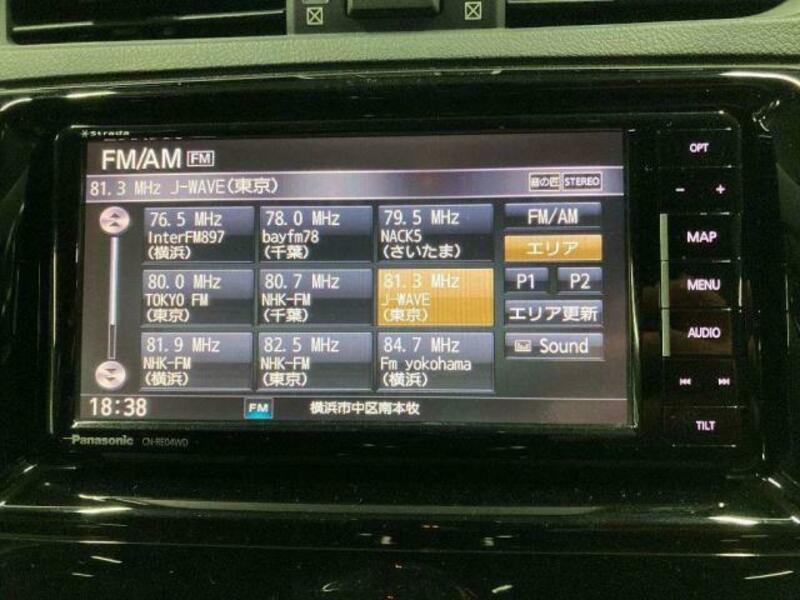 Strada
FM/AM FM
81.3 MHz J-WAVE(東京) 音の匠 STEREO
76.5 MHz
InterFM897
(横浜)
78.0 MHz
bayfm78
(千葉)
79.5 MHz
NACK5
(さいたま)
FM/AM
エリア
80.0 MHz
TOKYO FM
(東京)
80.7 MHz
NHK-FM
(千葉)
81.3 MHz
J-WAVE
(東京)
P1 P2
エリア更新
81.9 MHz
NHK-FM
(横浜)
82.5 MHz
NHK-FM
(東京)
84.7 MHz
Fm yokohama
(横浜)
Sound
18:38 FM 横浜市中区南本牧
Panasonic CN-RE04WD
OPT
- +
MAP
MENU
AUDIO
TILT